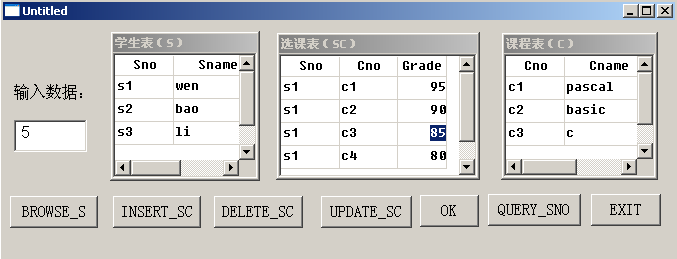 Untitled
输入数据：
5
学生表（S）
Sno Sname
s1 wen
s2 bao
s3 li
选课表（SC）
Sno Cno Grade
s1 c1 95
s1 c2 90
s1 c3 85
s1 c4 80
课程表（C）
Cno Cname
c1 pascal
c2 basic
c3 c
BROWSE_S INSERT_SC DELETE_SC UPDATE_SC OK QUERY_SNO EXIT